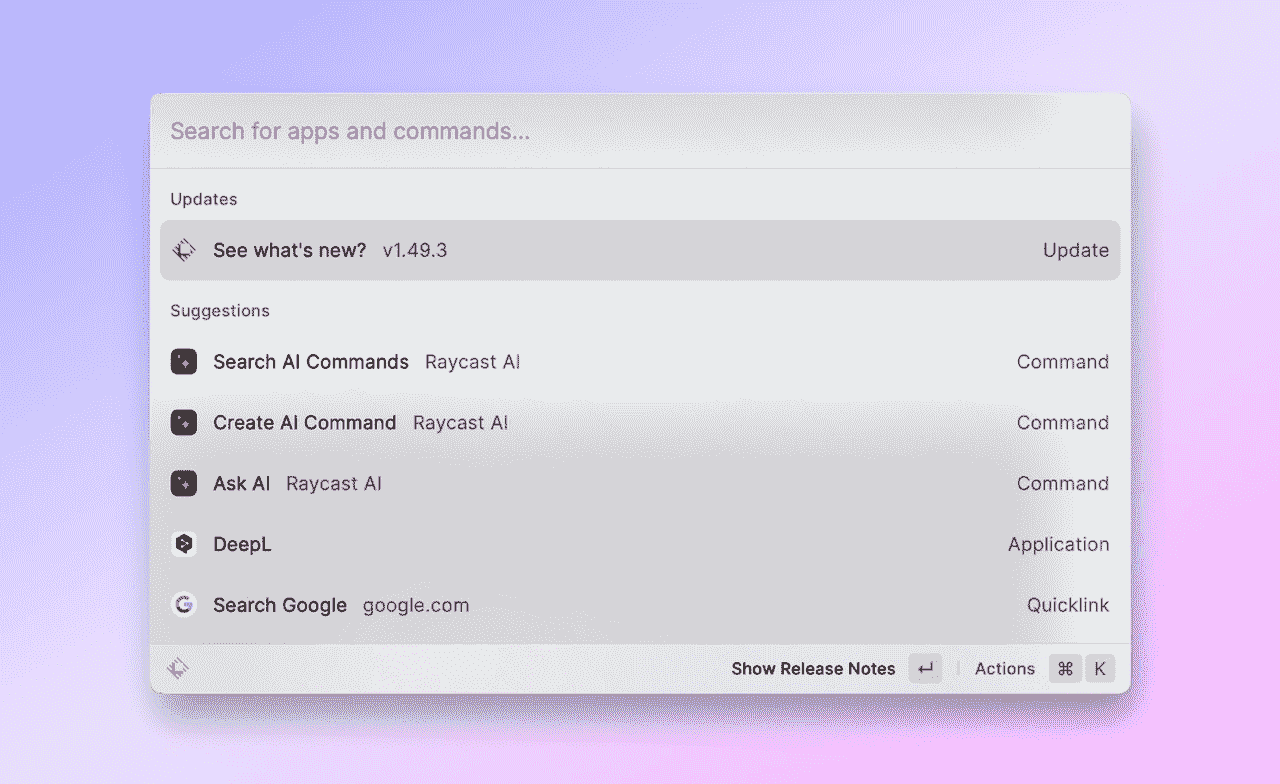 Search for apps and commands...
Updates
See what's new? v1.49.3 Update
Suggestions
Search AI Commands Raycast AI Command
Create AI Command Raycast AI Command
Ask AI Raycast AI Command
DeepL Application
Search Google google.com Quicklink
Show Release Notes ↵ | Actions ⌘ K